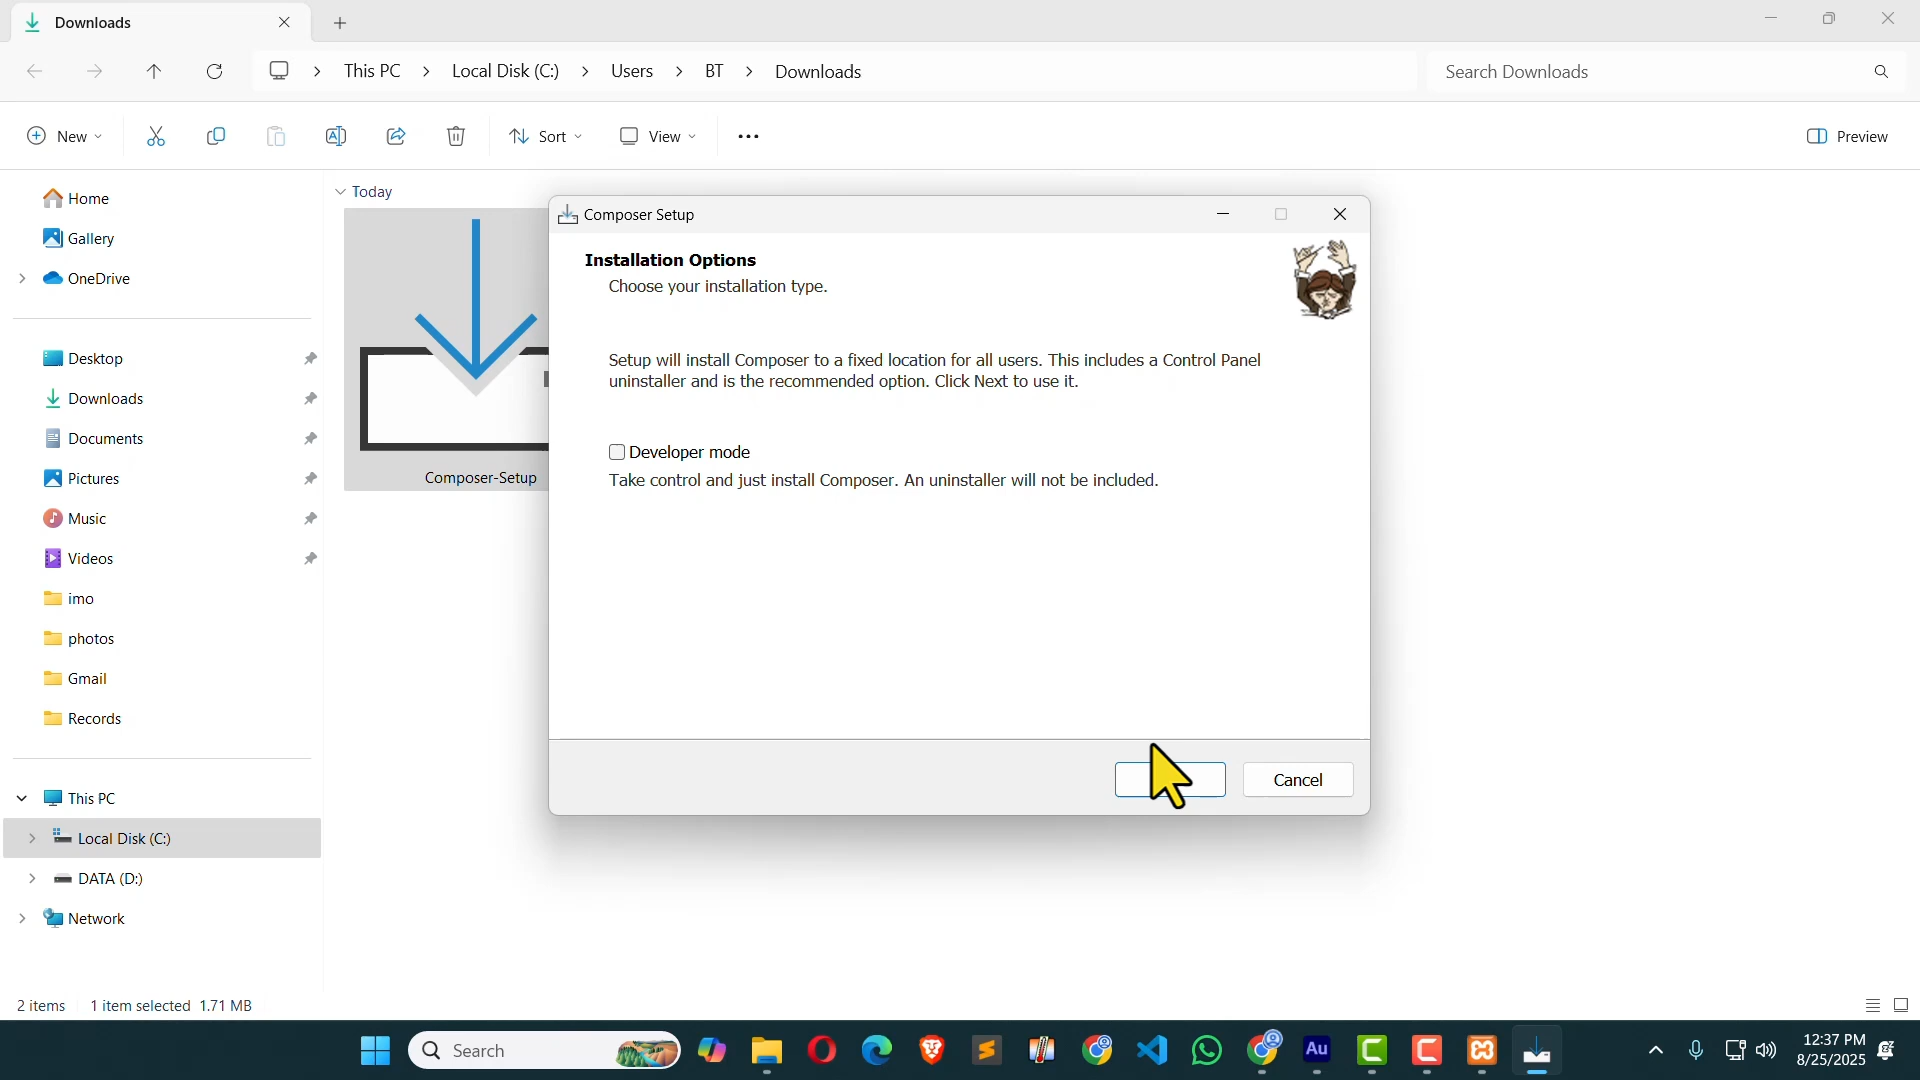 Downloads
This PC
Local Disk (C:)
Users
BT
Downloads
Search Downloads
New
Sort
View
Preview
Home
Gallery
OneDrive
Desktop
Downloads
Documents
Pictures
Music
Videos
imo
photos
Gmail
Records
This PC
Local Disk (C:)
DATA (D:)
Network
Today
Composer-Setup
Composer Setup
Installation Options
Choose your installation type.
Setup will install Composer to a fixed location for all users. This includes a Control Panel
uninstaller and is the recommended option. Click Next to use it.
Developer mode
Take control and just install Composer. An uninstaller will not be included.
Cancel
2 items 1 item selected 1.71 MB
Search
Au
12:37 PM
8/25/2025